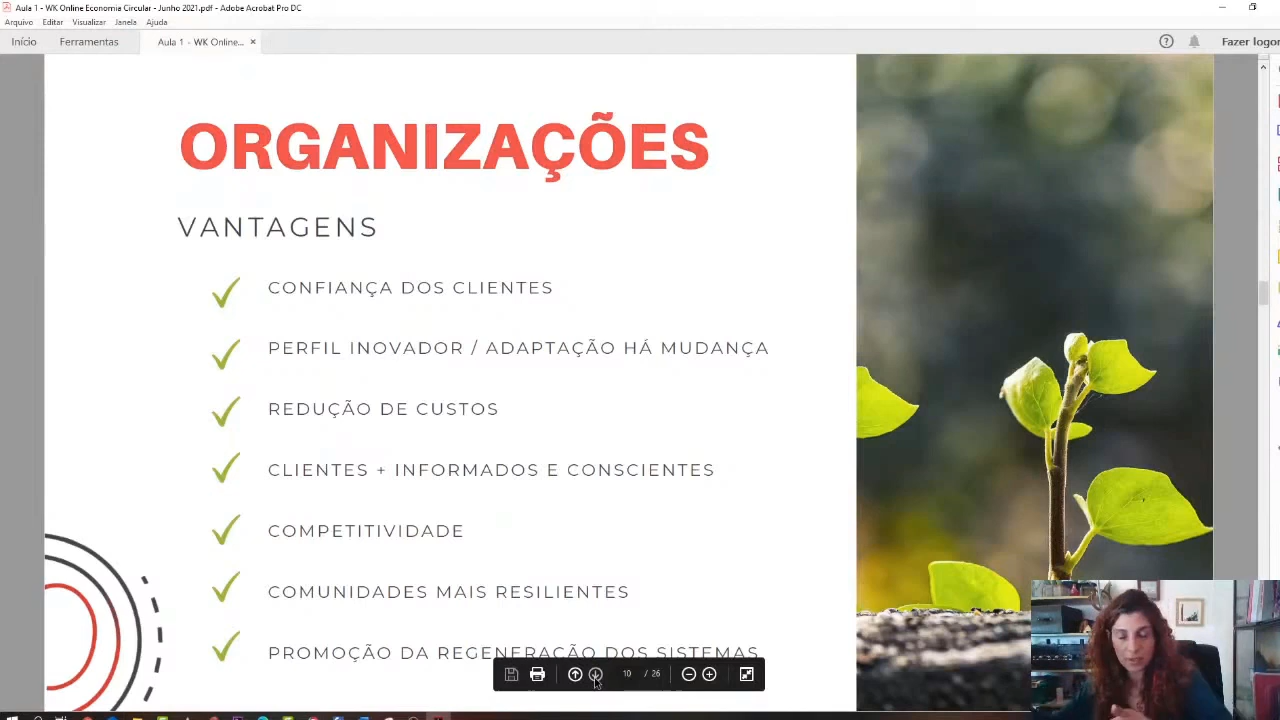 Aula 1 - WK Online Economia Circular - Junho 2021.pdf - Adobe Acrobat Pro DC
Arquivo Editar Visualizar Janela Ajuda
Início Ferramentas Aula 1 - WK Online... × Fazer logon
ORGANIZAÇÕES
VANTAGENS
CONFIANÇA DOS CLIENTES
PERFIL INOVADOR / ADAPTAÇÃO HÁ MUDANÇA
REDUÇÃO DE CUSTOS
CLIENTES + INFORMADOS E CONSCIENTES
COMPETITIVIDADE
COMUNIDADES MAIS RESILIENTES
PROMOÇÃO DA REGENERAÇÃO DOS SISTEMAS
10 / 26